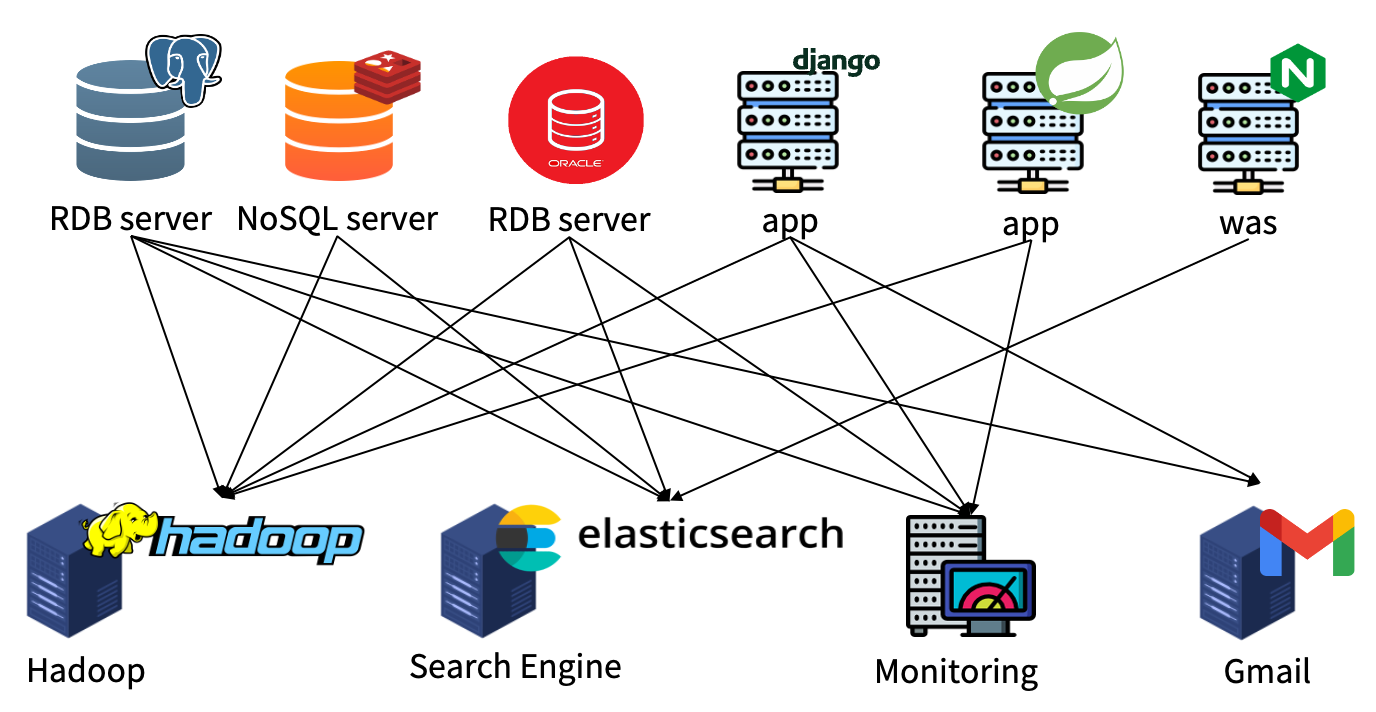 django
N
ORACLE
RDB server
NoSQL server
RDB server
app
app
was
hadoop
elasticsearch
Hadoop
Search Engine
Monitoring
Gmail